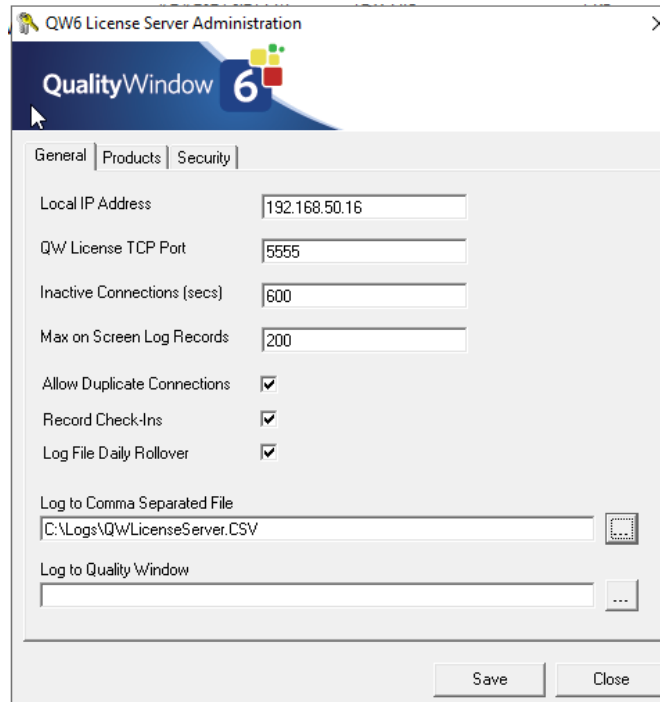 QW6 License Server Administration
QualityWindow 6
General Products Security
Local IP Address 192.168.50.16
QW License TCP Port 5555
Inactive Connections (secs) 600
Max on Screen Log Records 200
Allow Duplicate Connections
Record Check-Ins
Log File Daily Rollover
Log to Comma Separated File
C:\Logs\QWLicenseServer.CSV ...
Log to Quality Window
...
Save Close